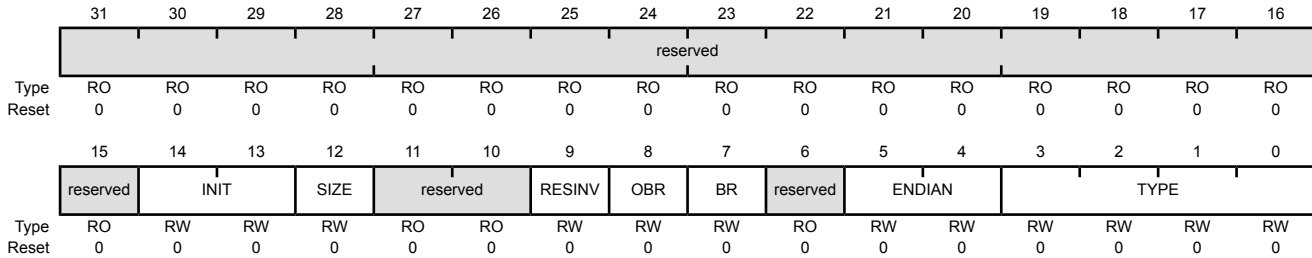 31 30 29 28 27 26 25 24 23 22 21 20 19 18 17 16
reserved
Type RO RO RO RO RO RO RO RO RO RO RO RO RO RO RO RO
Reset 0 0 0 0 0 0 0 0 0 0 0 0 0 0 0 0
15 14 13 12 11 10 9 8 7 6 5 4 3 2 1 0
reserved INIT SIZE reserved RESINV OBR BR reserved ENDIAN TYPE
Type RO RW RW RW RO RO RW RW RW RO RW RW RW RW RW RW
Reset 0 0 0 0 0 0 0 0 0 0 0 0 0 0 0 0